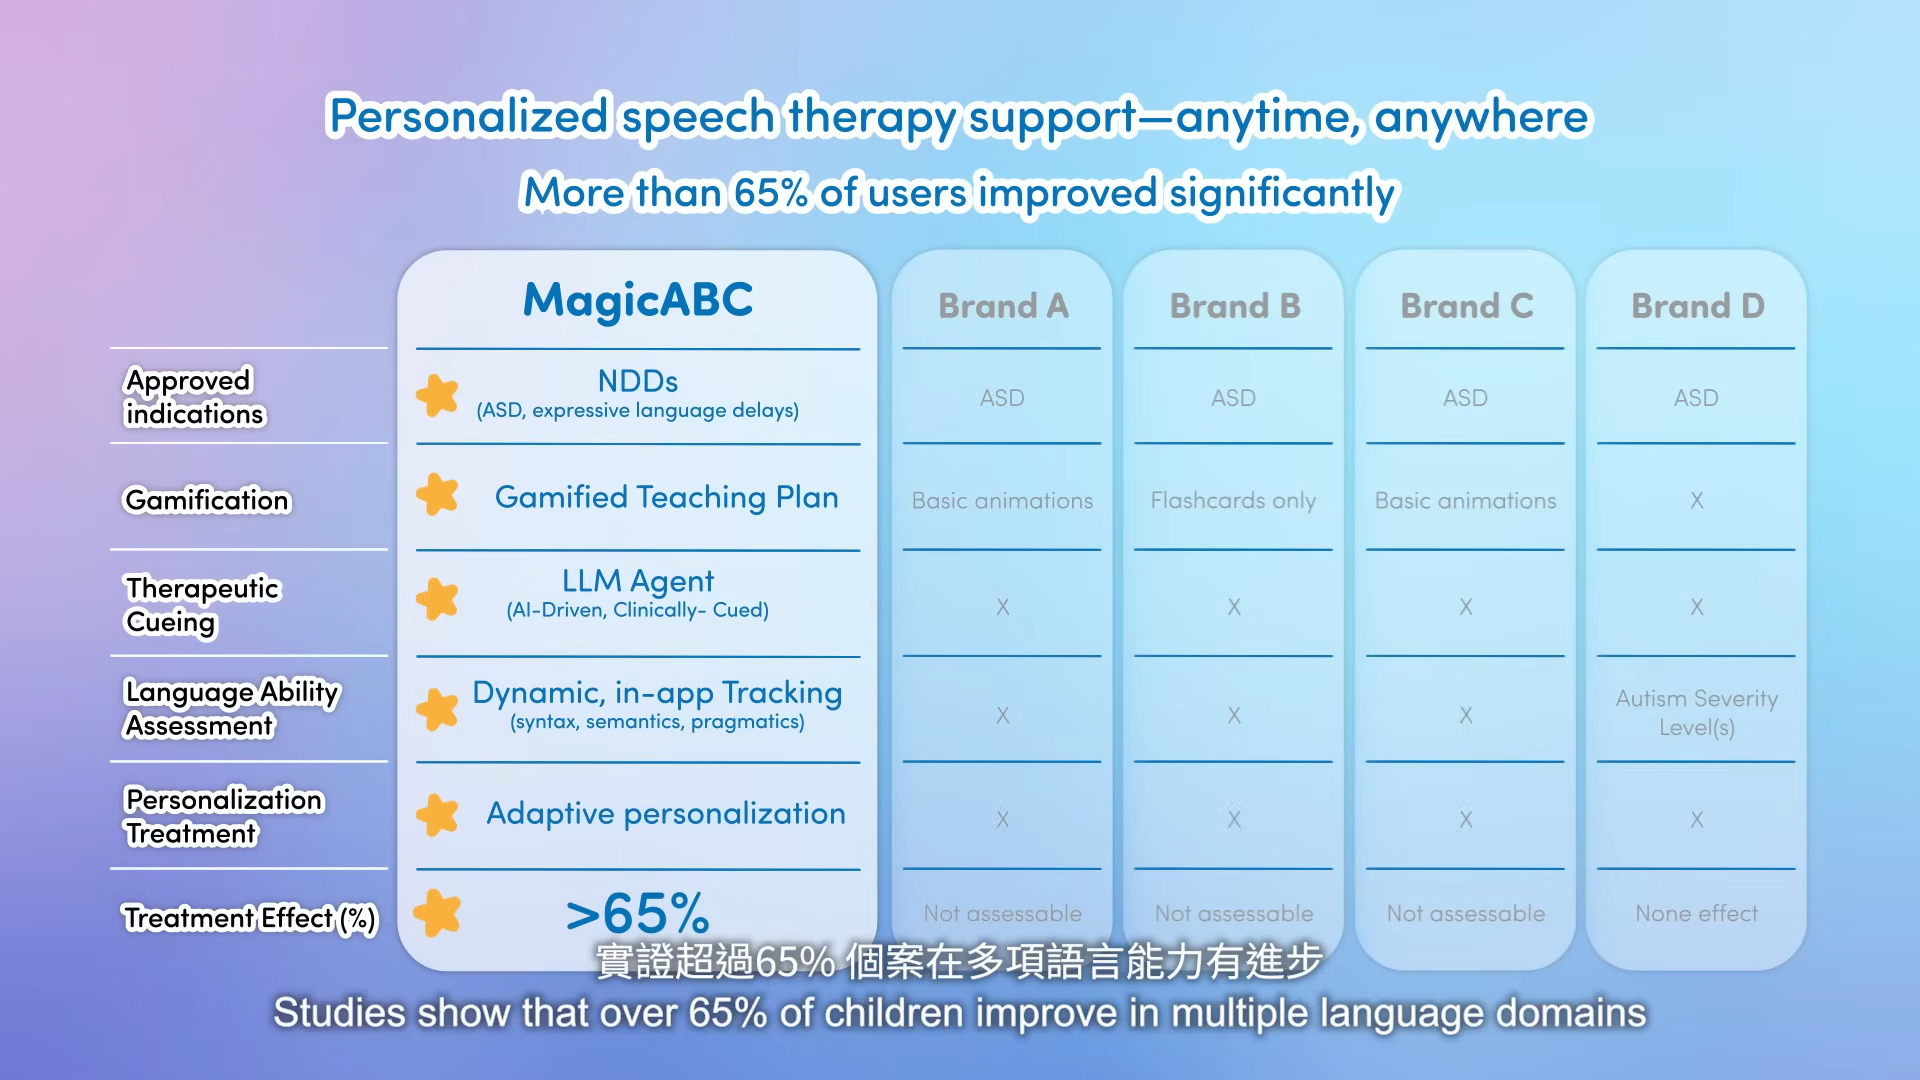 Personalized speech therapy support—anytime, anywhere
More than 65% of users improved significantly
MagicABC
Brand A
Brand B
Brand C
Brand D
Approved
indications
NDDs
(ASD, expressive language delays)
ASD
ASD
ASD
ASD
Gamification
Gamified Teaching Plan
Basic animations
Flashcards only
Basic animations
X
Therapeutic
Cueing
LLM Agent
(AI-Driven, Clinically- Cued)
X
X
X
X
Language Ability
Assessment
Dynamic, in-app Tracking
(syntax, semantics, pragmatics)
X
X
X
Autism Severity
Level(s)
Personalization
Treatment
Adaptive personalization
X
X
X
X
Treatment Effect (%)
>65%
Not assessable
Not assessable
Not assessable
None effect
實證超過65% 個案在多項語言能力有進步
Studies show that over 65% of children improve in multiple language domains